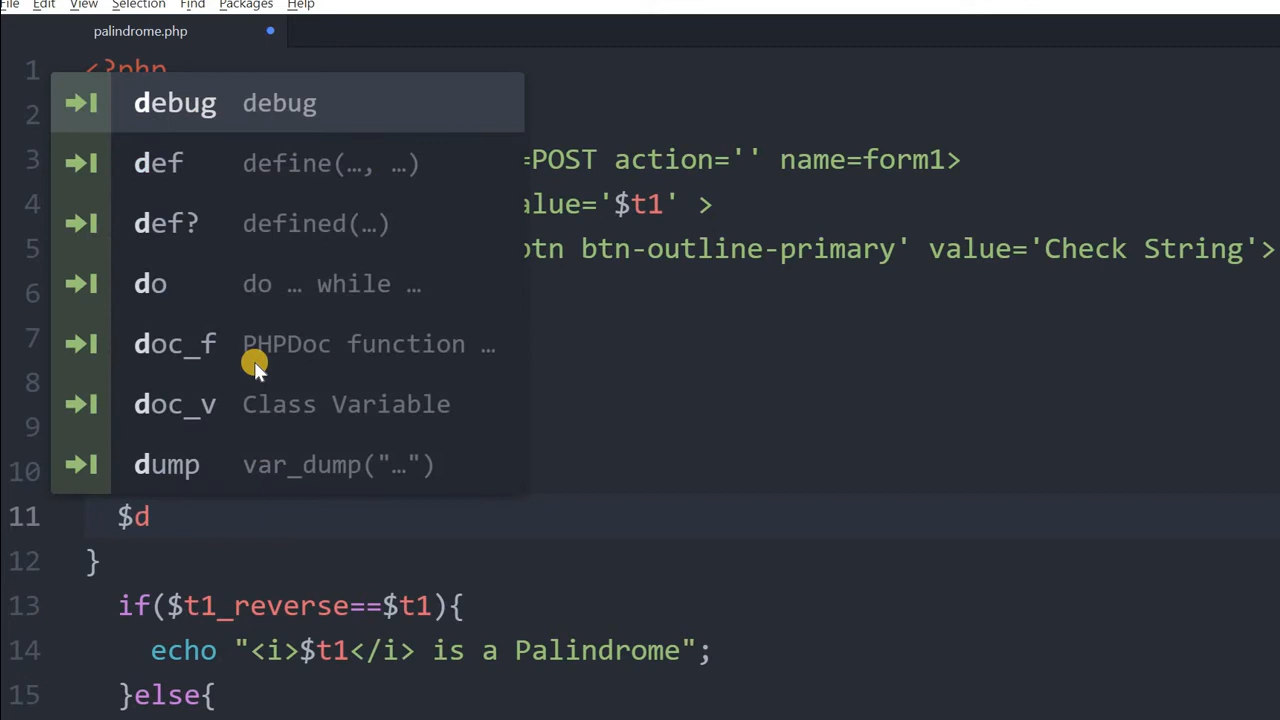 File Edit View Selection Find Packages Help
palindrome.php
1 <?php
2
3 =POST action='' name=form1>
4 alue='$t1' >
5 btn btn-outline-primary' value='Check String'>
6
7
8
9
10
debug debug
def define(…, …)
def? defined(…)
do do … while …
doc_f PHPDoc function …
doc_v Class Variable
dump var_dump("…")
11 $d
12 }
13 if($t1_reverse==$t1){
14 echo "<i>$t1</i> is a Palindrome";
15 }else{